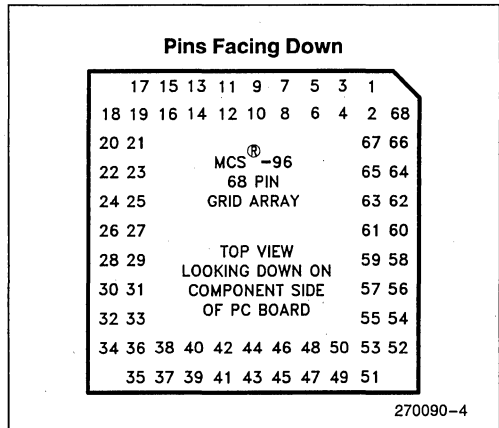 Pins Facing Down
17 15 13 11 9 7 5 3 1
18 19 16 14 12 10 8 6 4 2 68
20 21 67 66
MCS®-96
22 23 65 64
68 PIN
24 25 GRID ARRAY 63 62
26 27 61 60
TOP VIEW
28 29 59 58
LOOKING DOWN ON
30 31 COMPONENT SIDE 57 56
OF PC BOARD
32 33 55 54
34 36 38 40 42 44 46 48 50 53 52
35 37 39 41 43 45 47 49 51
270090-4